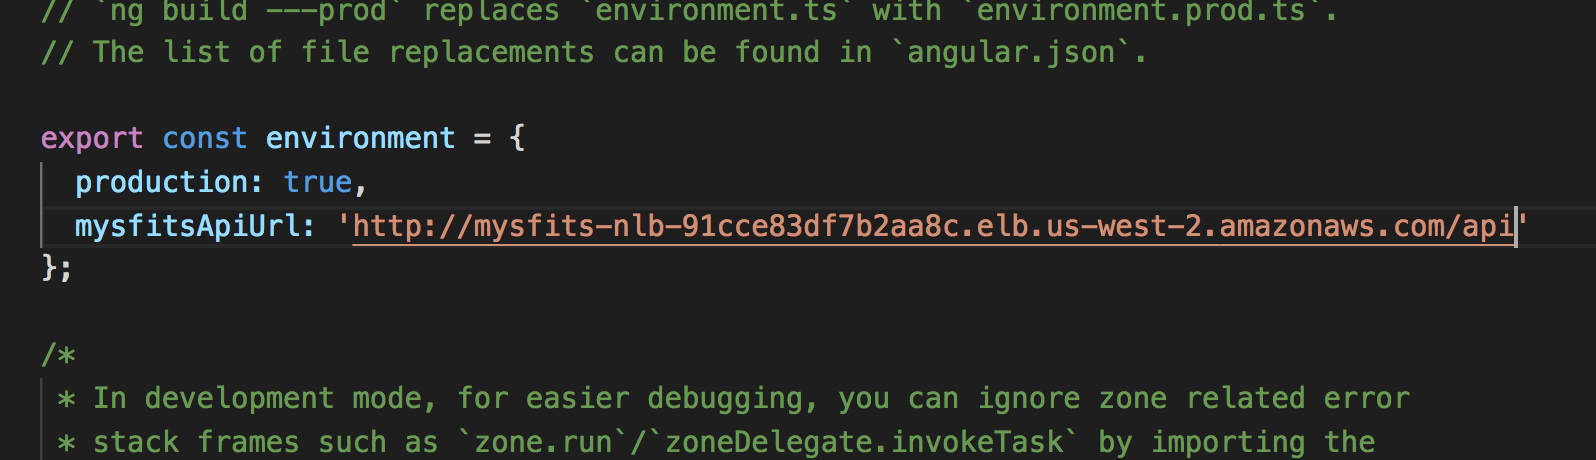 // `ng build ---prod` replaces `environment.ts` with `environment.prod.ts`.
// The list of file replacements can be found in `angular.json`.
export const environment = {
production: true,
mysfitsApiUrl: 'http://mysfits-nlb-91cce83df7b2aa8c.elb.us-west-2.amazonaws.com/api'
};
/*
* In development mode, for easier debugging, you can ignore zone related error
* stack frames such as `zone.run`/`zoneDelegate.invokeTask` by importing the